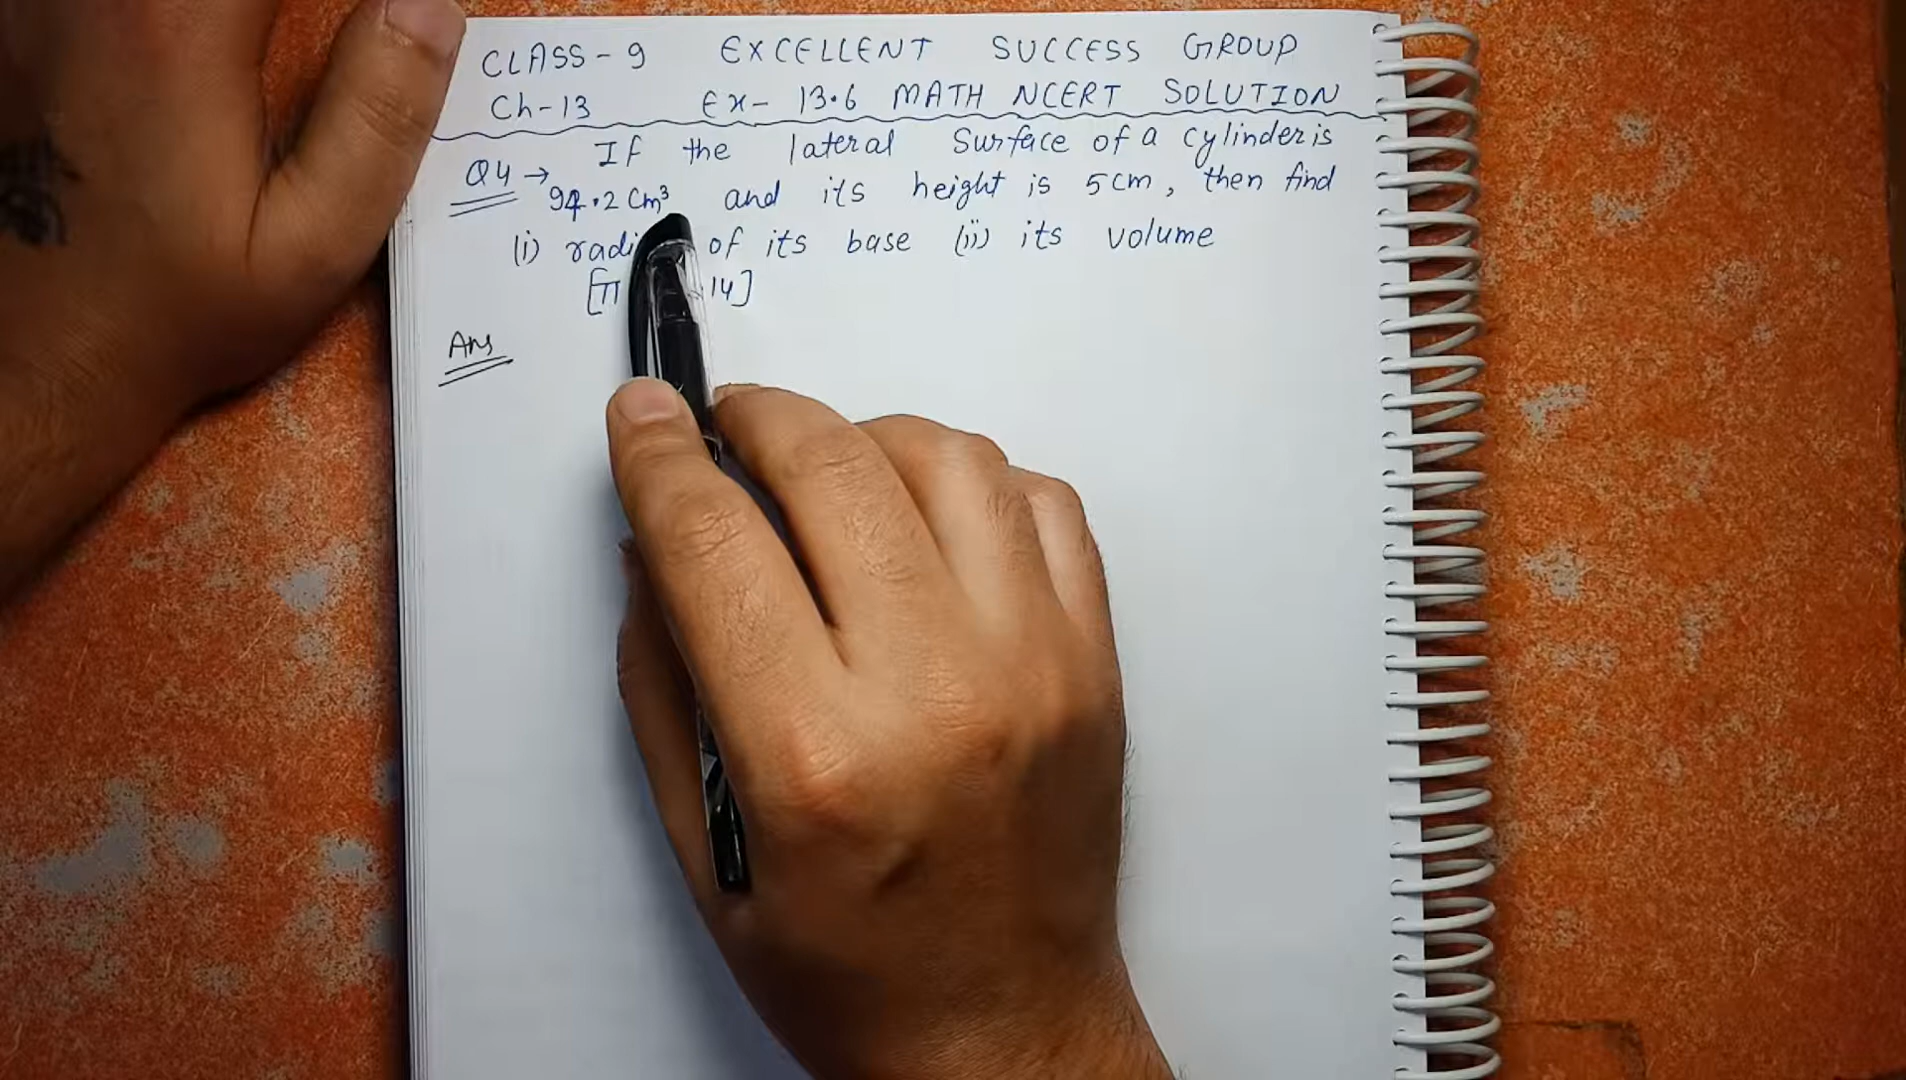 CLASS - 9 EXCELLENT SUCCESS GROUP
Ch-13 Ex- 13.6 MATH NCERT SOLUTION
Q4 → If the lateral Surface of a cylinder is
94.2 Cm³ and its height is 5cm, then find
(i) of its base (ii) its volume
[π 14]
Ans